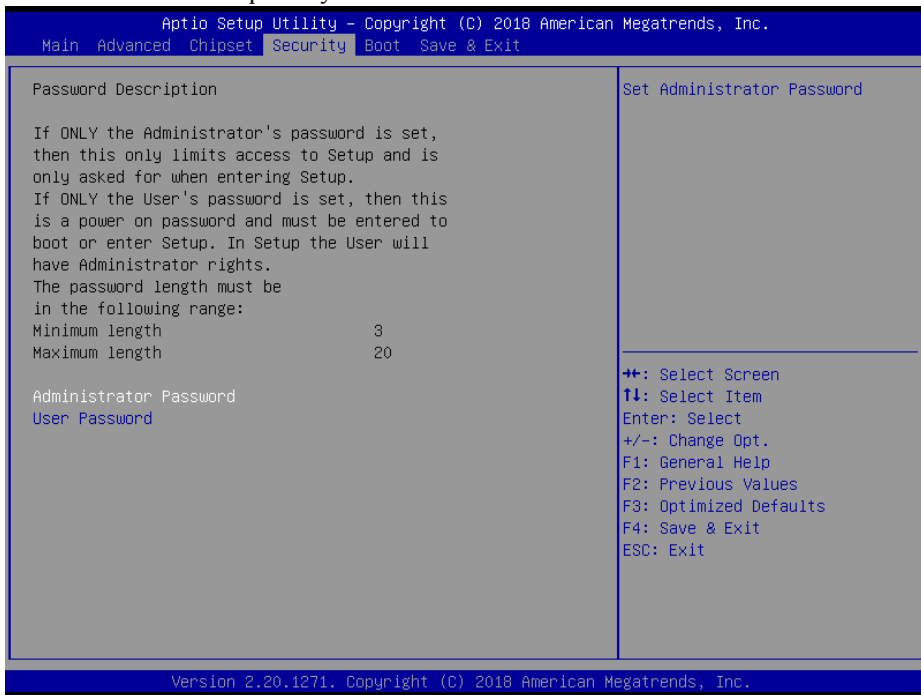 Aptio Setup Utility – Copyright (C) 2018 American Megatrends, Inc.
Main Advanced Chipset Security Boot Save & Exit
Password Description
If ONLY the Administrator's password is set,
then this only limits access to Setup and is
only asked for when entering Setup.
If ONLY the User's password is set, then this
is a power on password and must be entered to
boot or enter Setup. In Setup the User will
have Administrator rights.
The password length must be
in the following range:
Minimum length 3
Maximum length 20
Administrator Password
User Password
Set Administrator Password
→←: Select Screen
↑↓: Select Item
Enter: Select
+/-: Change Opt.
F1: General Help
F2: Previous Values
F3: Optimized Defaults
F4: Save & Exit
ESC: Exit
Version 2.20.1271. Copyright (C) 2018 American Megatrends, Inc.